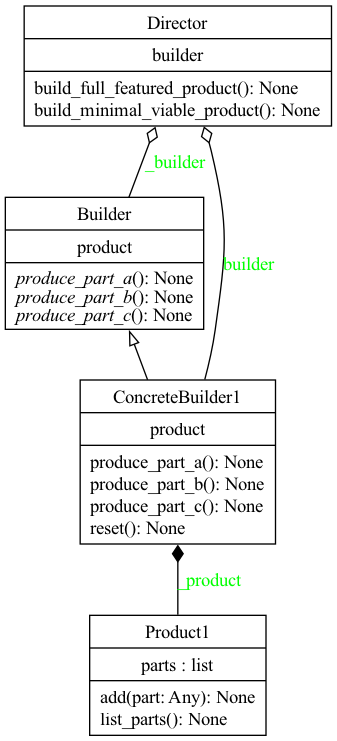 Director
builder
build_full_featured_product(): None
build_minimal_viable_product(): None
_builder
Builder
product
produce_part_a(): None
produce_part_b(): None
produce_part_c(): None
builder
ConcreteBuilder1
product
produce_part_a(): None
produce_part_b(): None
produce_part_c(): None
reset(): None
_product
Product1
parts : list
add(part: Any): None
list_parts(): None